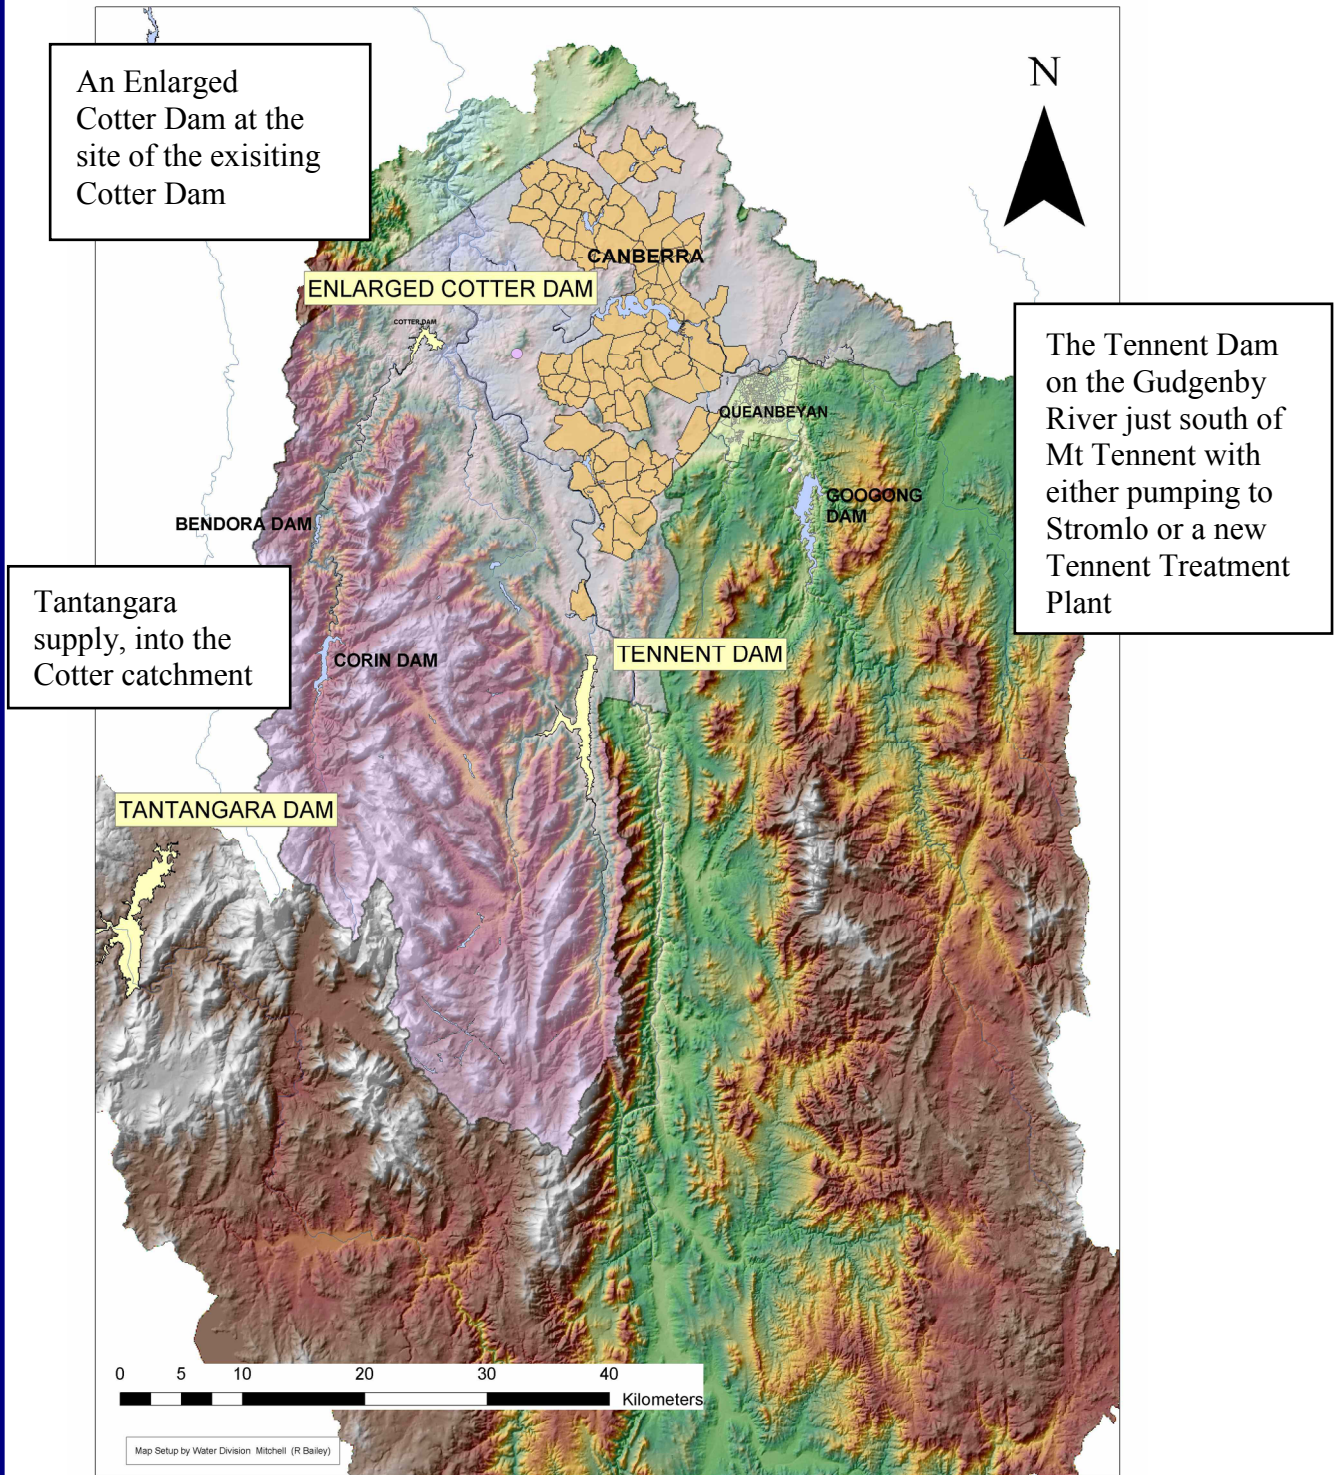 An Enlarged
Cotter Dam at the
site of the exisiting
Cotter Dam
N
CANBERRA
ENLARGED COTTER DAM
COTTER DAM
The Tennent Dam
on the Gudgenby
River just south of
Mt Tennent with
either pumping to
Stromlo or a new
Tennent Treatment
Plant
QUEANBEYAN
GOOGONG
DAM
BENDORA DAM
Tantangara
supply, into the
Cotter catchment
CORIN DAM
TENNENT DAM
TANTANGARA DAM
0 5 10 20 30 40
Kilometers
Map Setup by Water Division Mitchell (R Bailey)